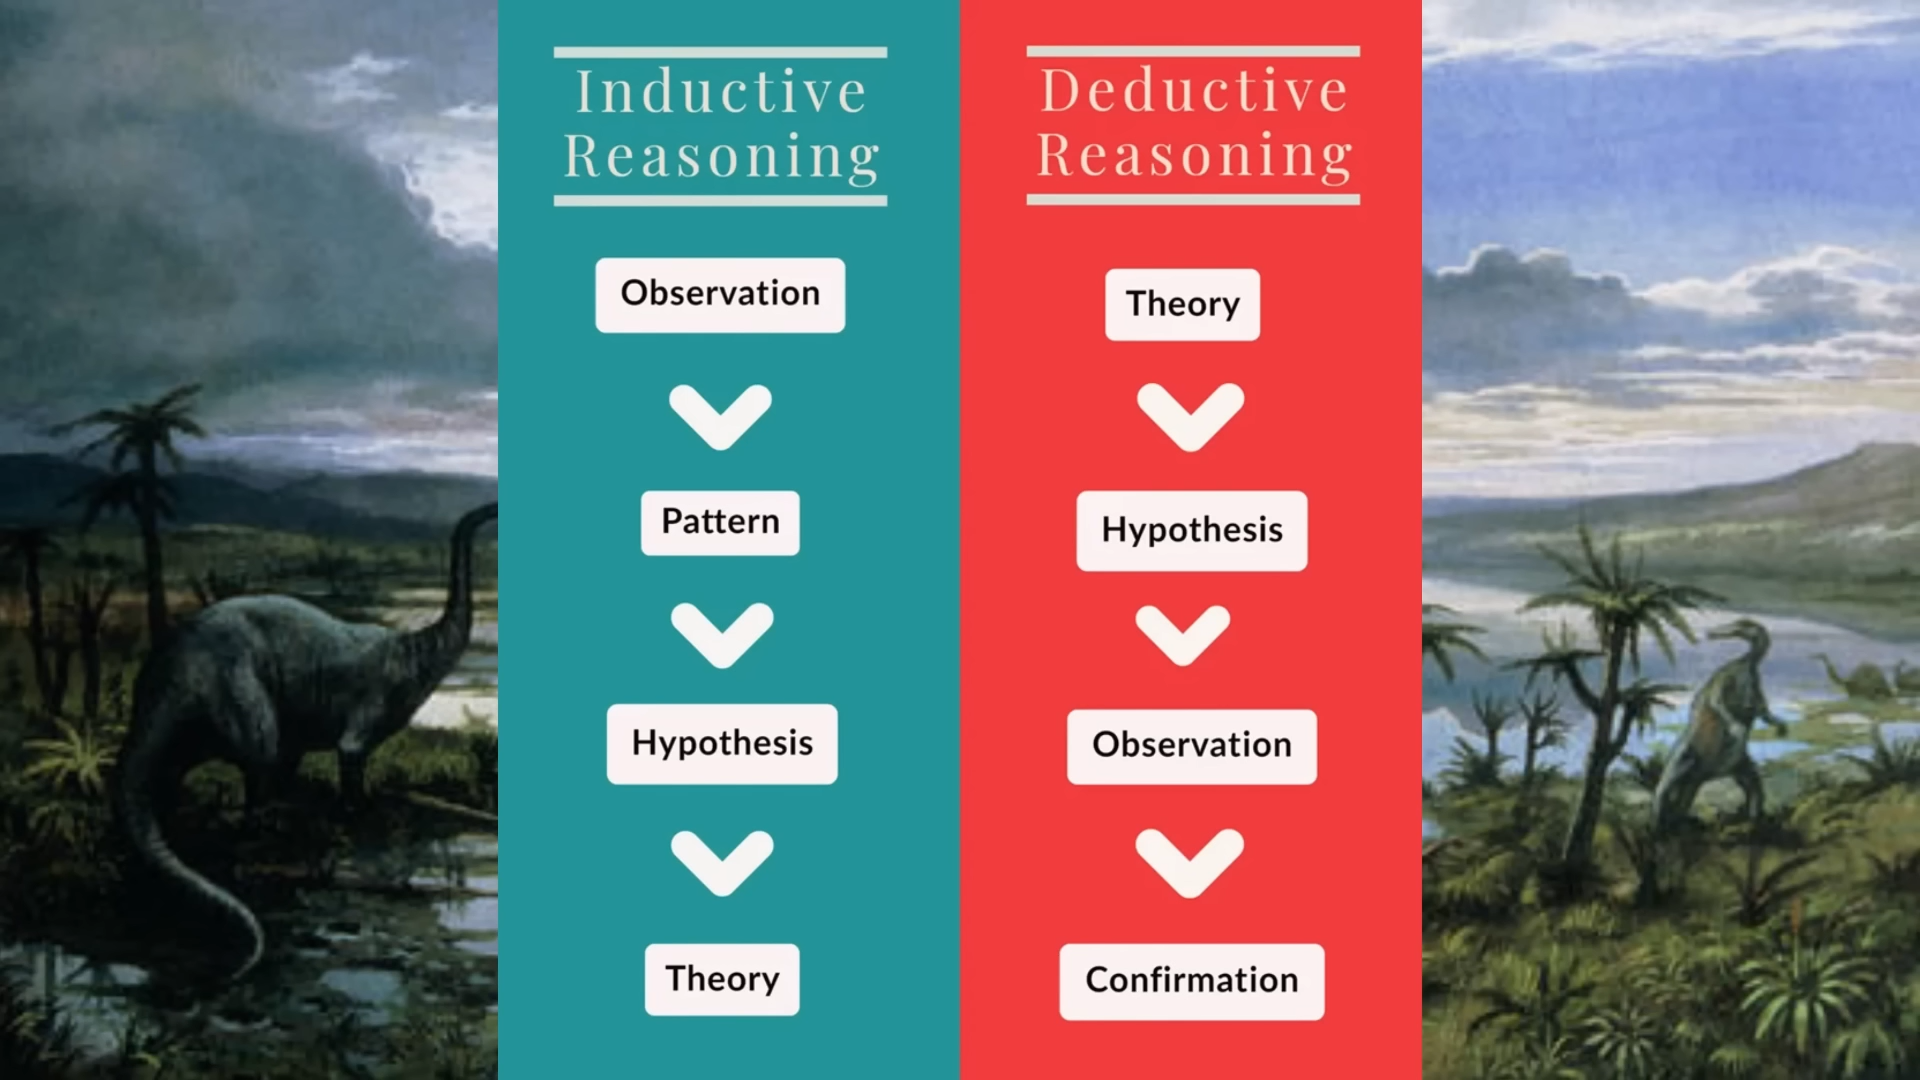 Inductive
Reasoning
Observation
Pattern
Hypothesis
Theory
Deductive
Reasoning
Theory
Hypothesis
Observation
Confirmation